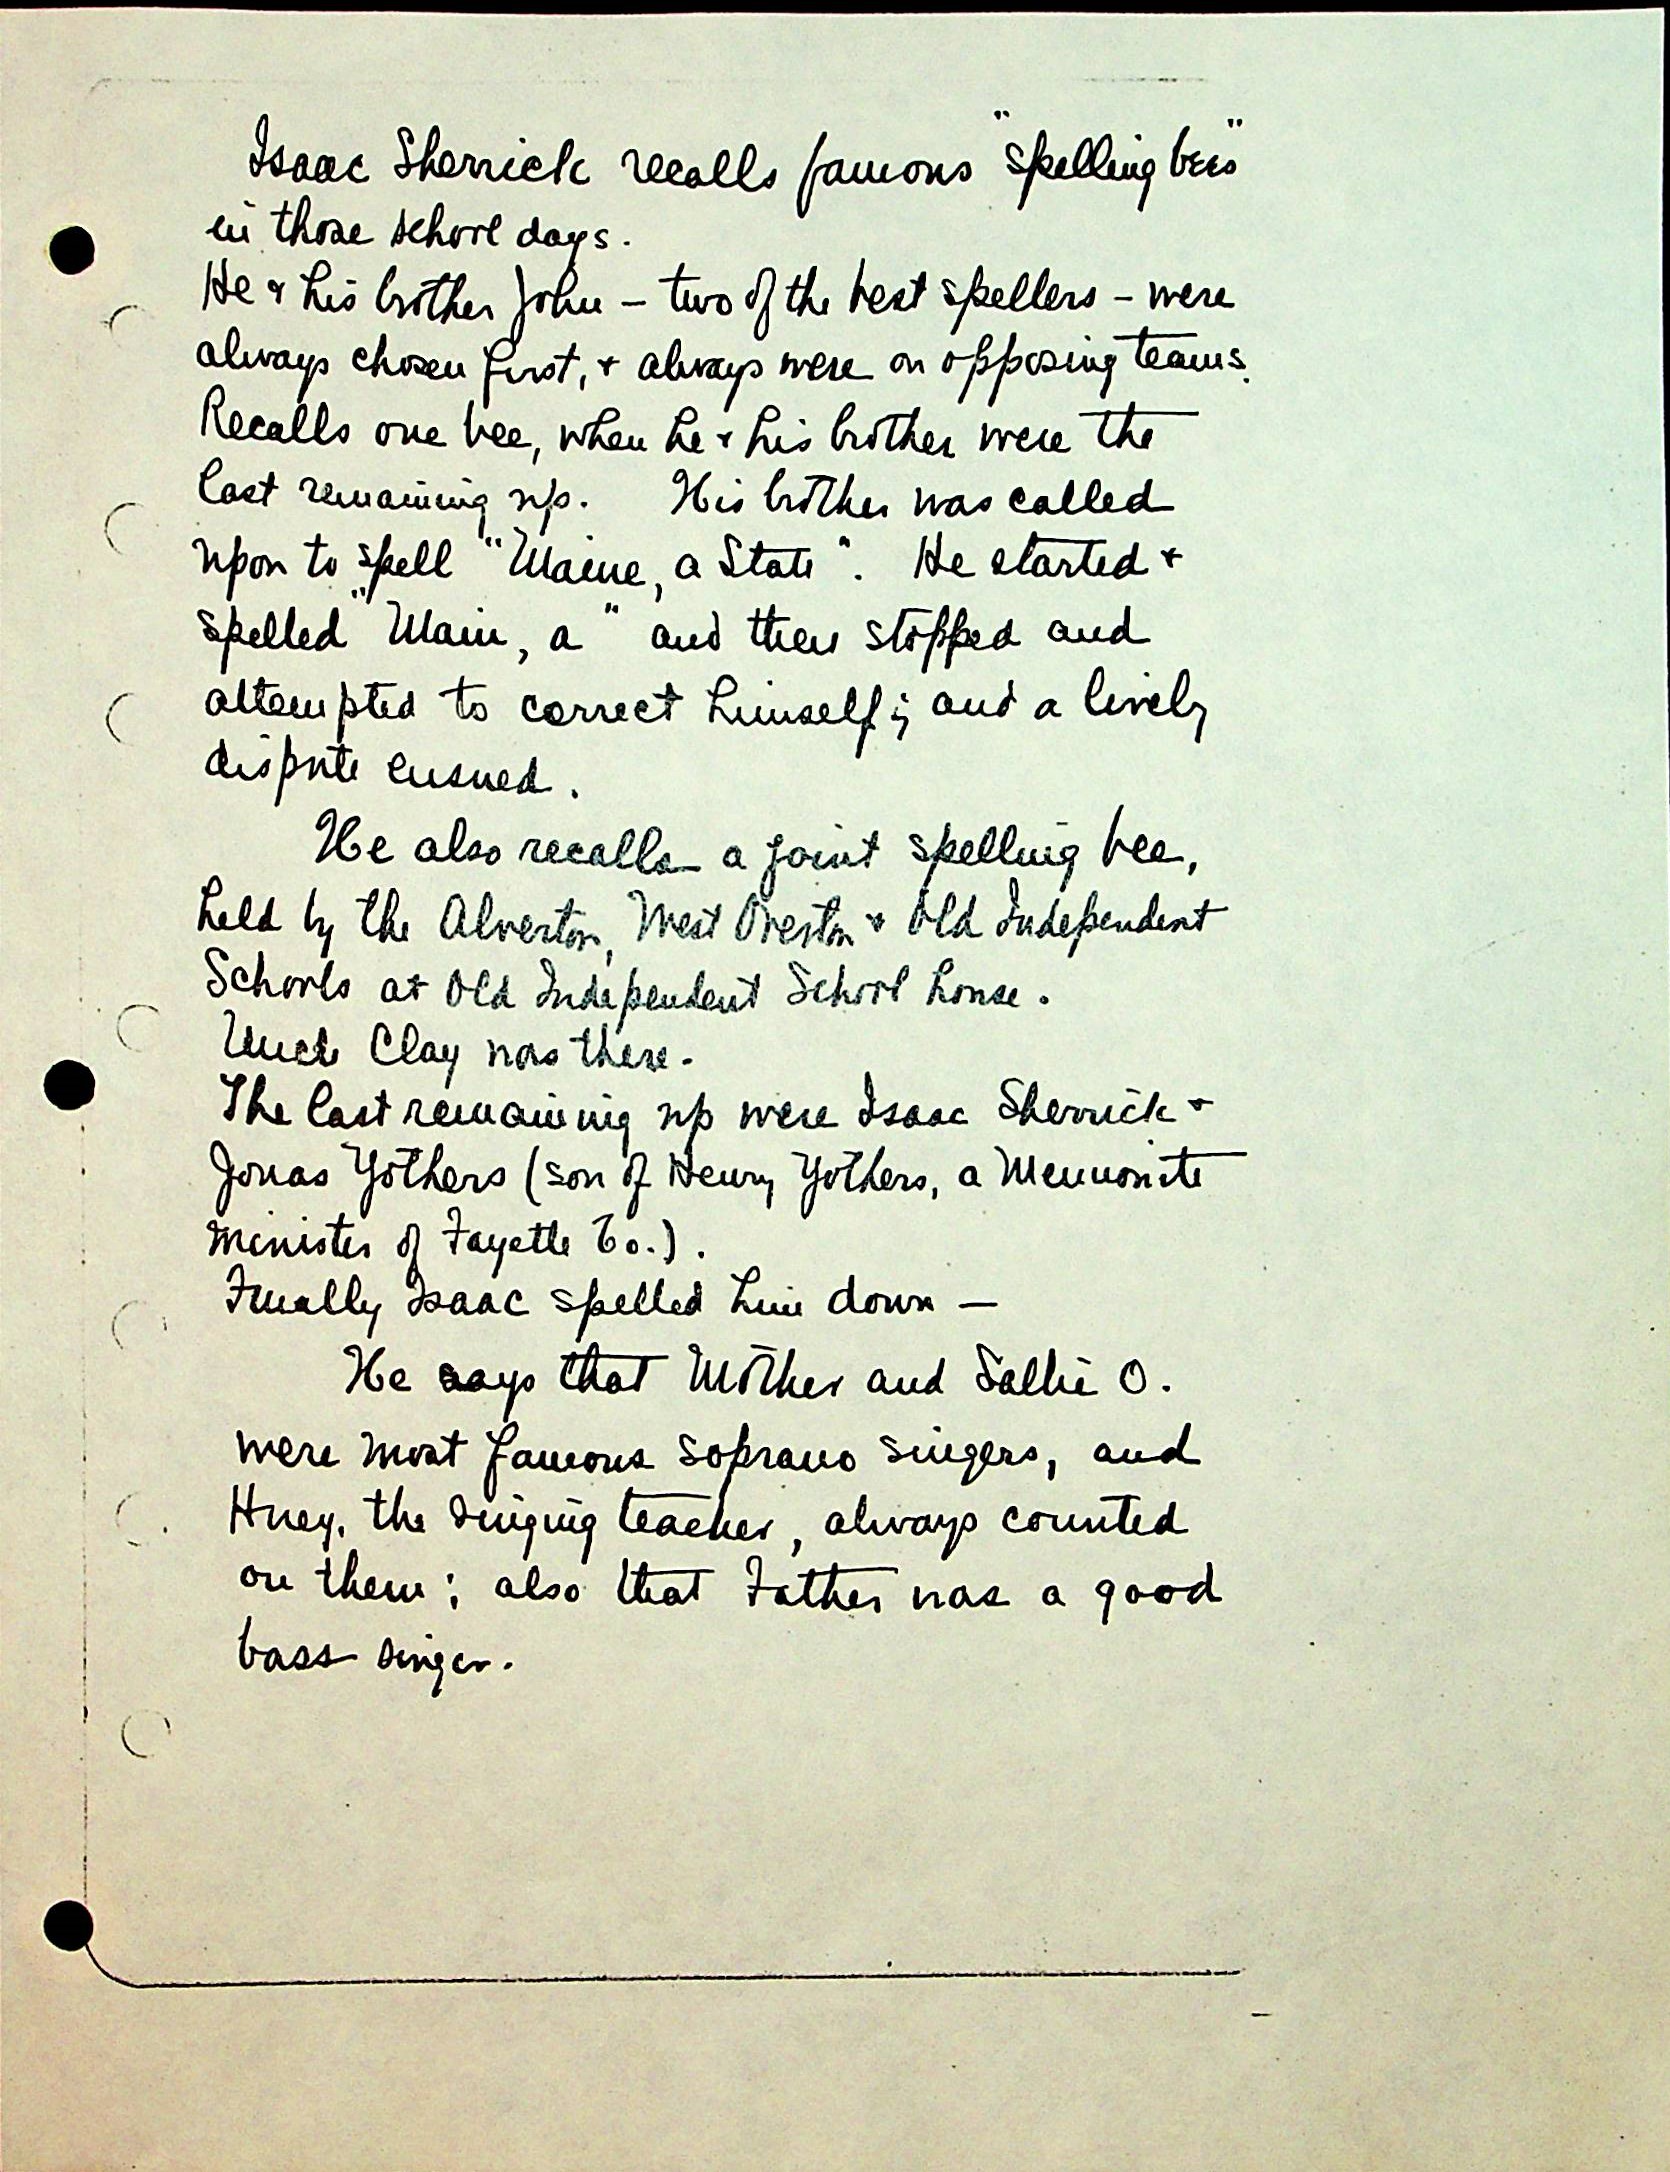 Isaac Sherrick recalls famous "spelling bees"
in those school days.
He & his brother John – two of the best spellers – were
always chosen first, & always were on opposing teams.
Recalls one bee, when he & his brother were the
last remaining up. His brother was called
upon to spell "Maine, a State". He started &
spelled "Main, a" and then stopped and
attempted to correct himself; and a lively
dispute ensued.
He also recalls a joint spelling bee,
held by the Alverton, West Overton & Old Independent
Schools at Old Independent School house.
Uncle Clay was there.
The last remaining up were Isaac Sherrick &
Jonas Yothers (son of Henry Yothers, a Mennonite
minister of Fayette Co.).
Finally Isaac spelled him down –
He says that Mother and Sallie O.
were most famous soprano singers, and
Huey, the singing teacher, always counted
on them; also that Father was a good
bass singer.